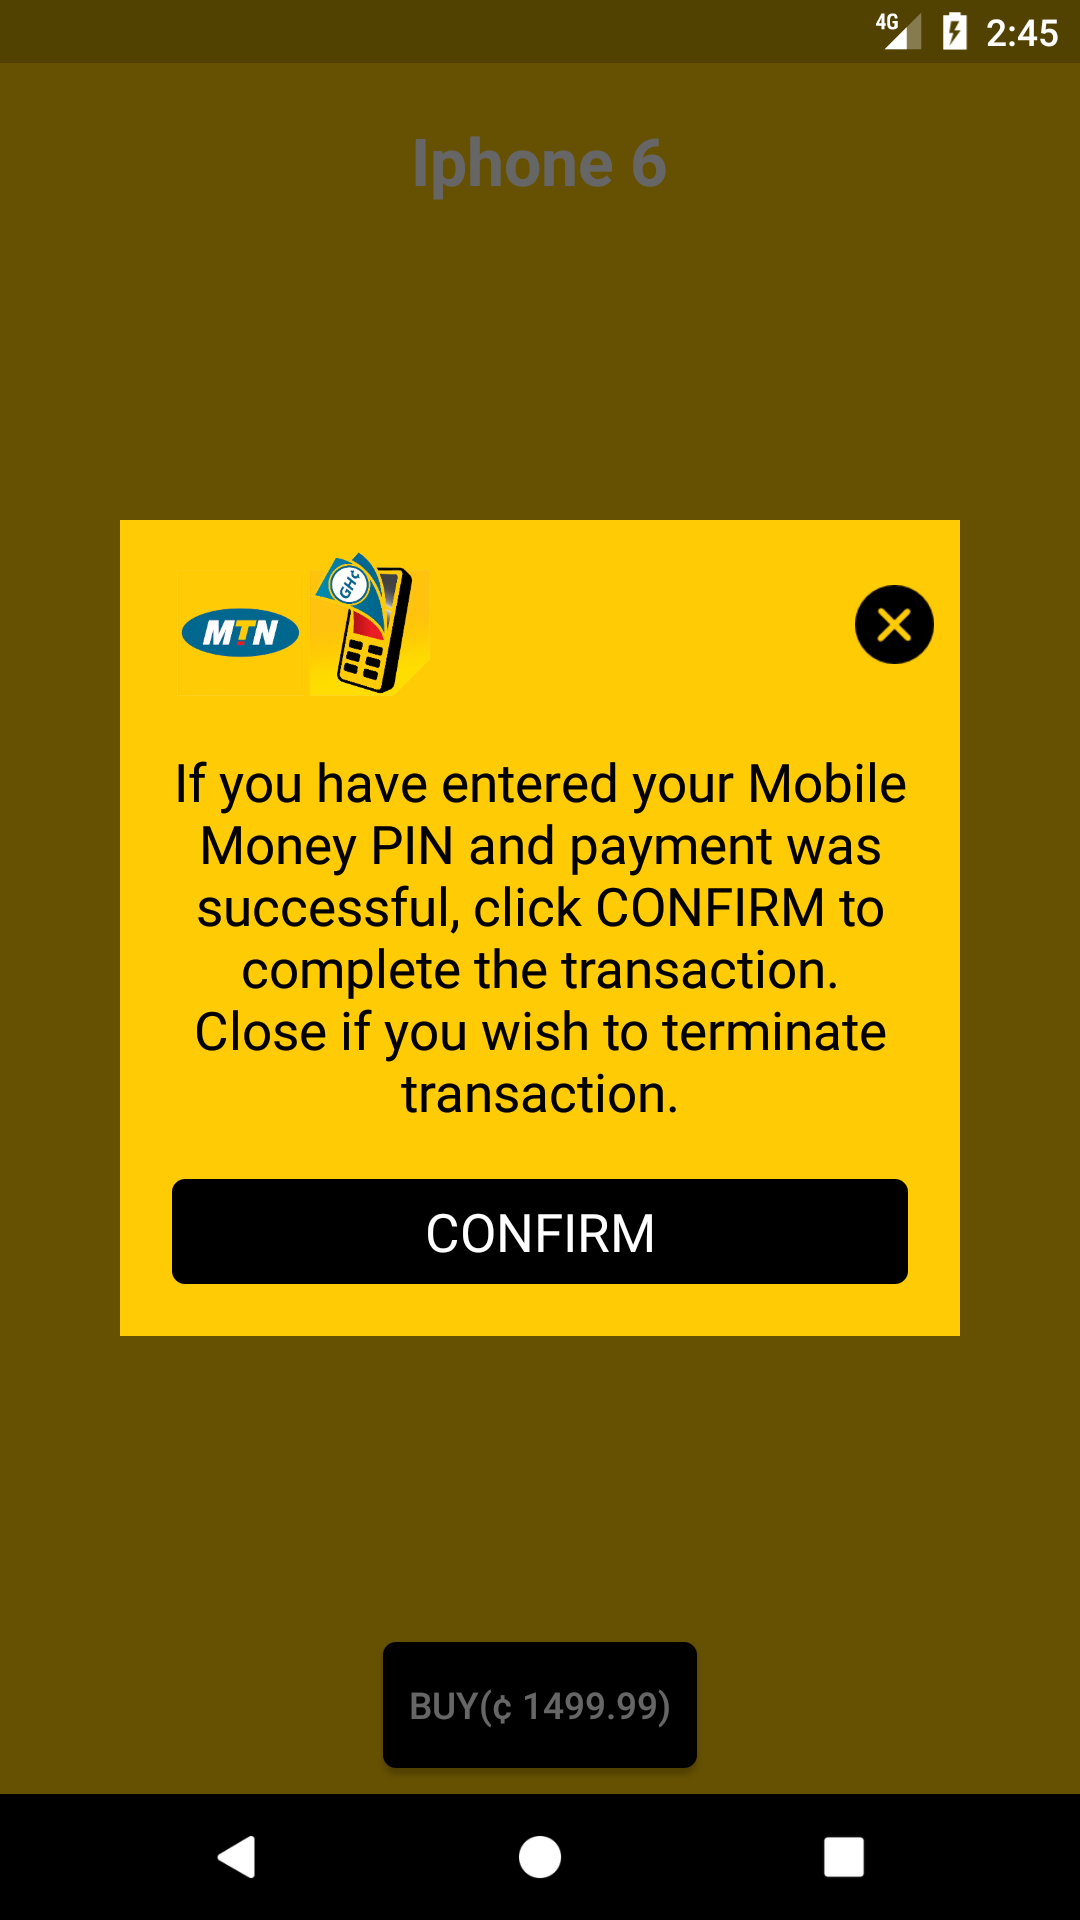 4G 2:45
Iphone 6
GH¢
MTN
If you have entered your Mobile
Money PIN and payment was
successful, click CONFIRM to
complete the transaction.
Close if you wish to terminate
transaction.
CONFIRM
BUY(¢ 1499.99)